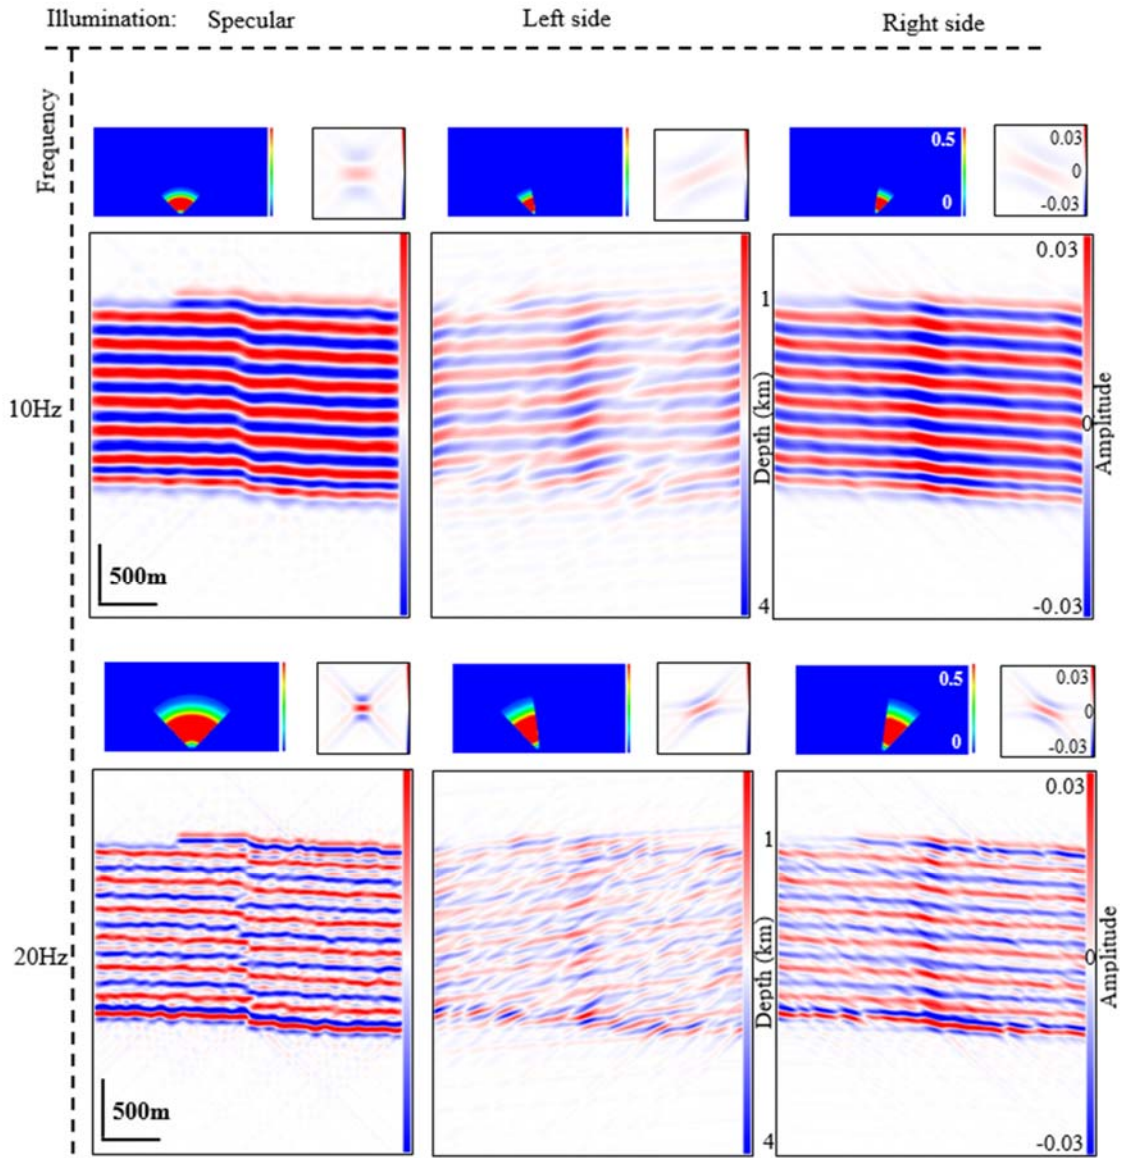 Illumination: Specular Left side Right side
Frequency
0.5
0
0.03
0
-0.03
10Hz
500m
1
Depth (km)
4
0.03
0
Amplitude
-0.03
0.5
0
0.03
0
-0.03
20Hz
500m
1
Depth (km)
4
0.03
0
Amplitude
-0.03